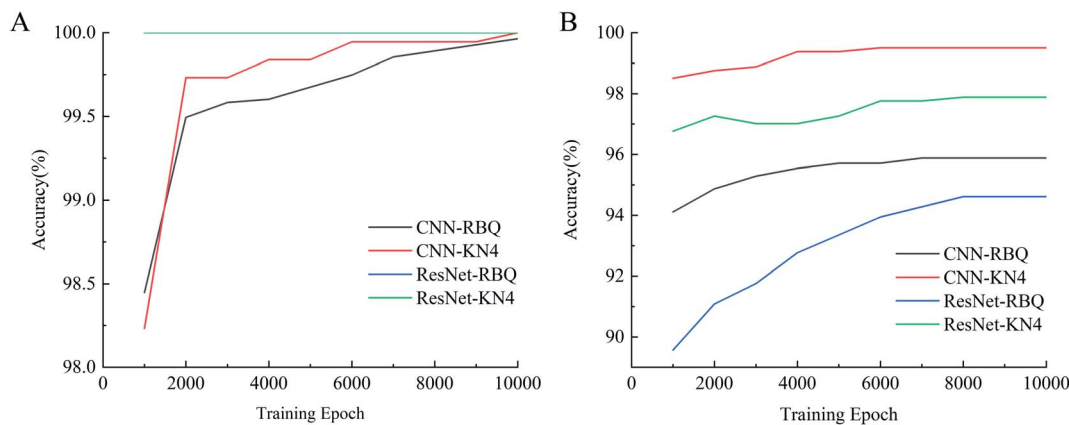 A
100.0
99.5
99.0
98.5
98.0
Accuracy(%)
CNN-RBQ
CNN-KN4
ResNet-RBQ
ResNet-KN4
0 2000 4000 6000 8000 10000
Training Epoch
B
100
98
96
94
92
90
Accuracy(%)
CNN-RBQ
CNN-KN4
ResNet-RBQ
ResNet-KN4
0 2000 4000 6000 8000 10000
Training Epoch